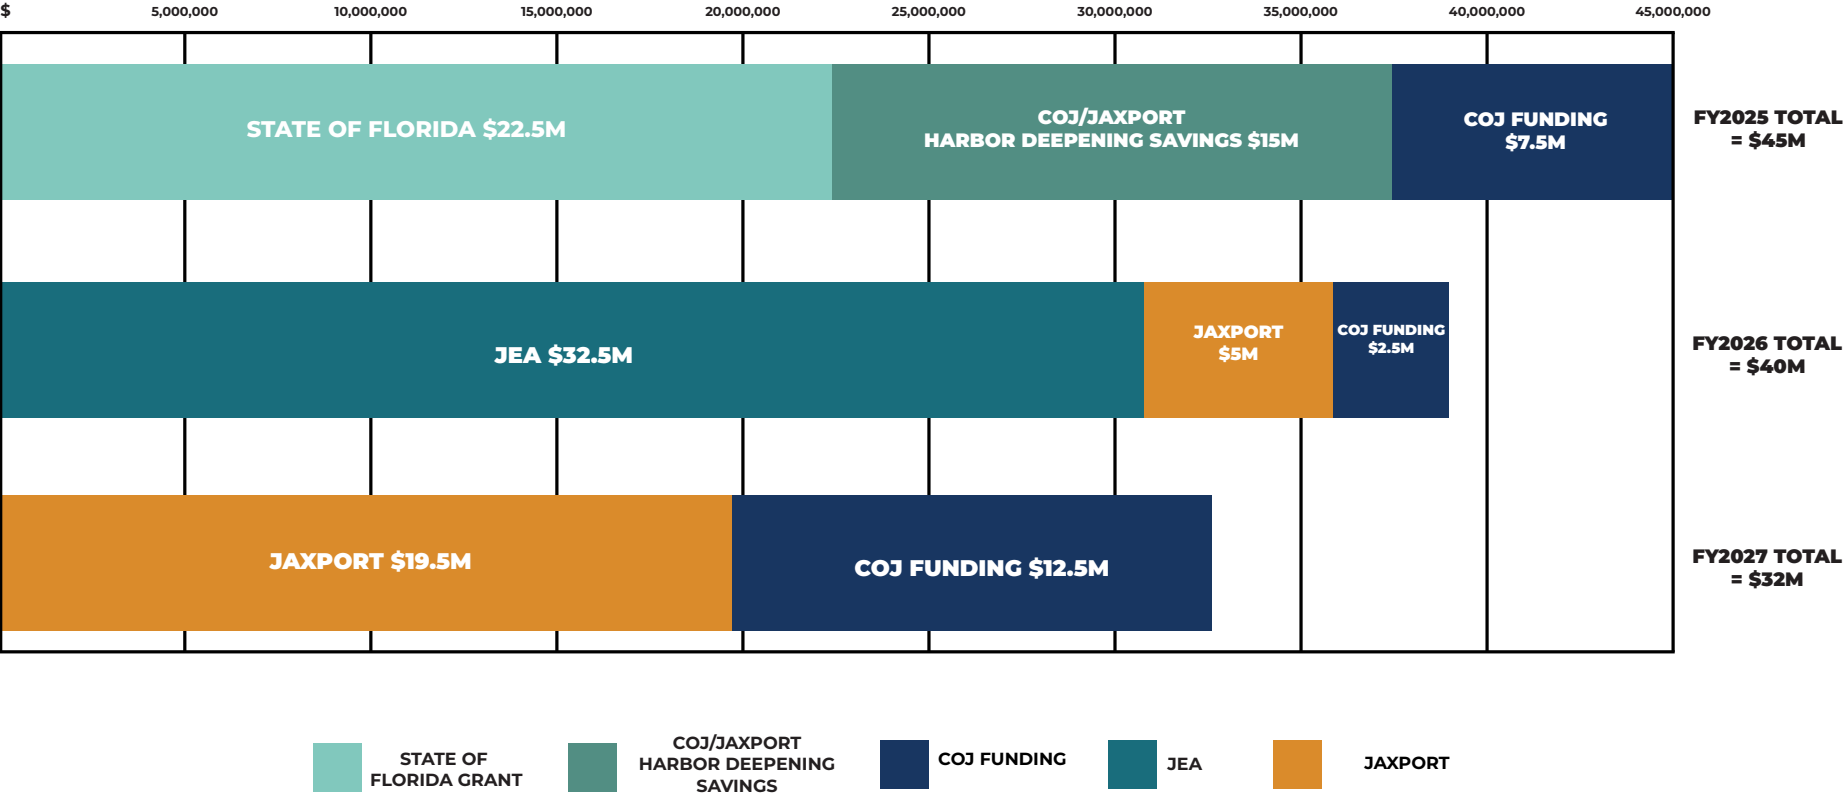 $ 5,000,000 10,000,000 15,000,000 20,000,000 25,000,000 30,000,000 35,000,000 40,000,000 45,000,000
STATE OF FLORIDA $22.5M
COJ/JAXPORT
HARBOR DEEPENING SAVINGS $15M
COJ FUNDING
$7.5M
FY2025 TOTAL
= $45M
JEA $32.5M
JAXPORT
$5M
COJ FUNDING
$2.5M
FY2026 TOTAL
= $40M
JAXPORT $19.5M
COJ FUNDING $12.5M
FY2027 TOTAL
= $32M
STATE OF
FLORIDA GRANT
COJ/JAXPORT
HARBOR DEEPENING
SAVINGS
COJ FUNDING
JEA
JAXPORT